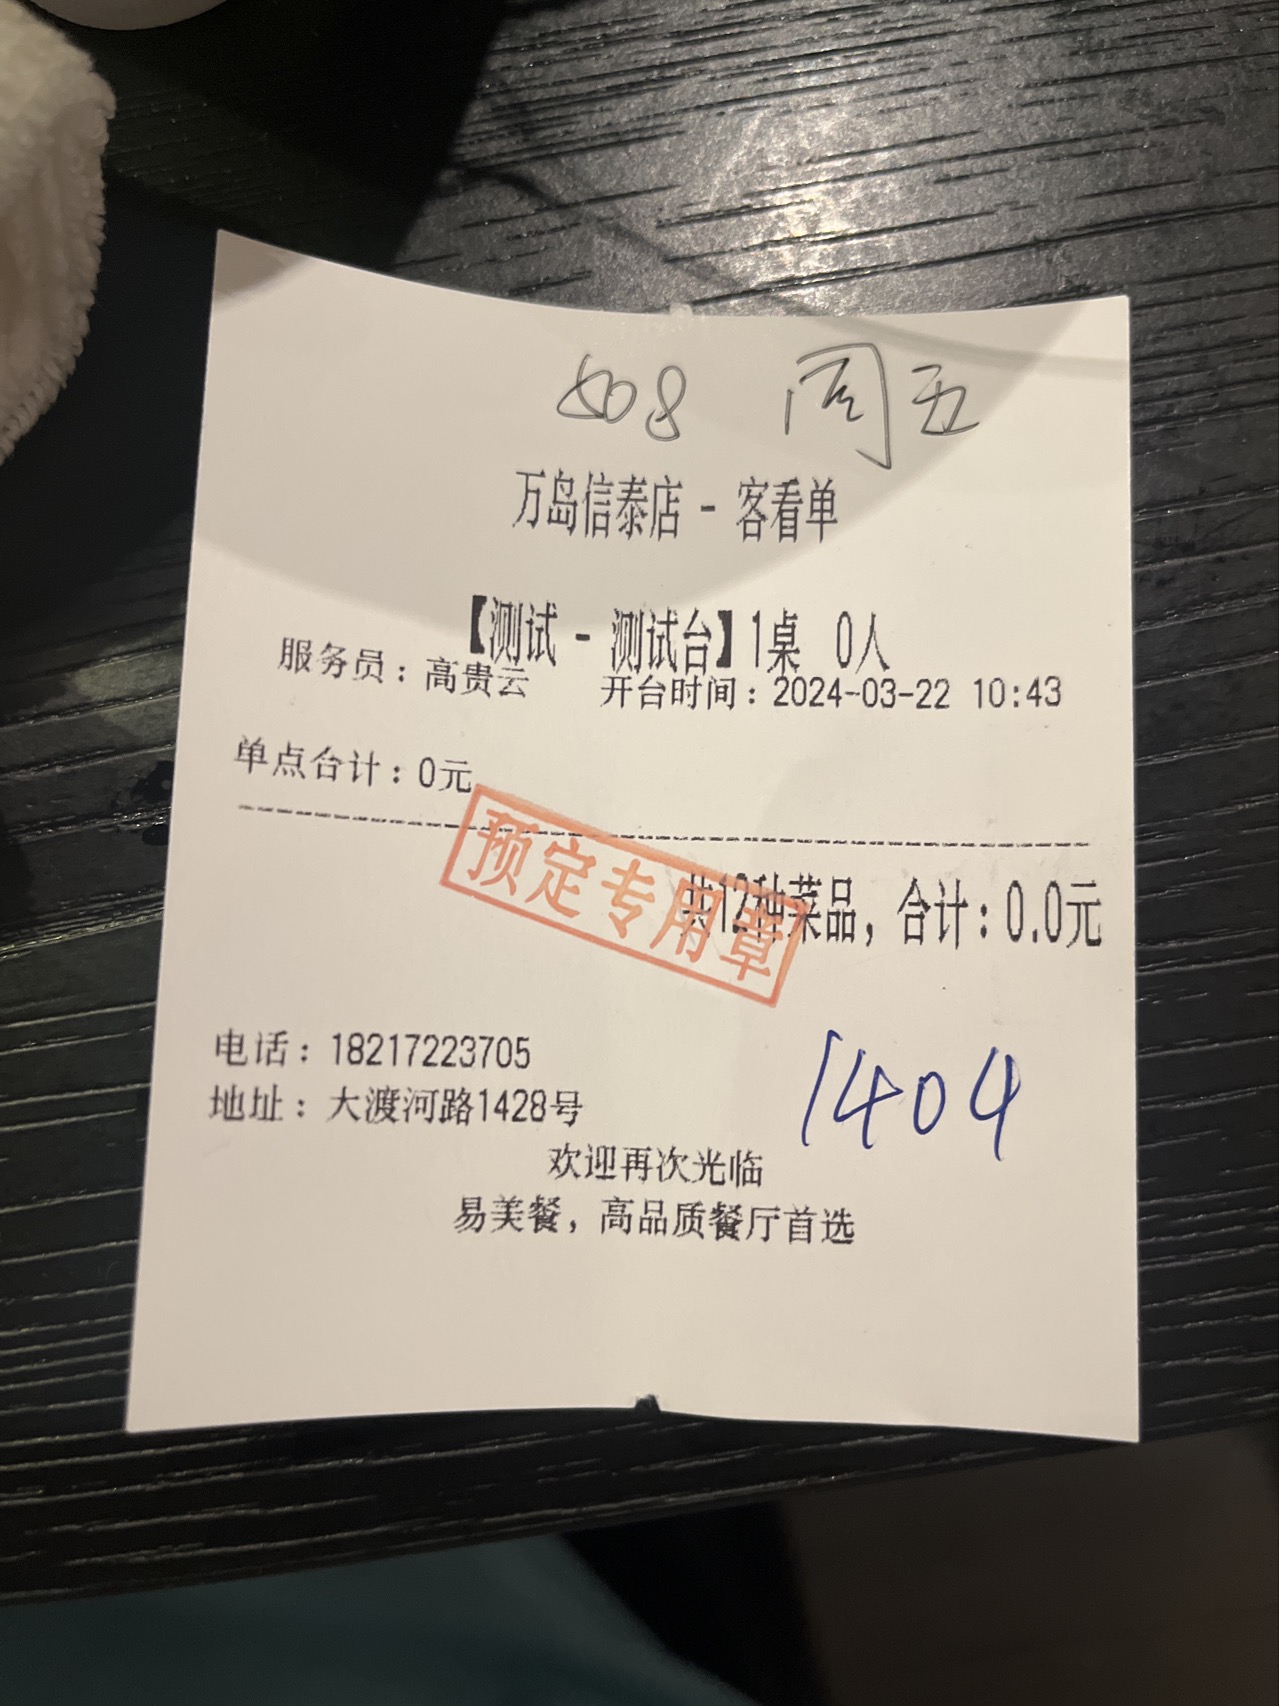 508 周五
万岛信泰店 - 客看单
【测试 - 测试台】1桌 0人
服务员：高贵云 开台时间：2024-03-22 10:43
单点合计：0元
预定专用章
共12种菜品，合计：0.0元
1404
电话：18217223705
地址：大渡河路1428号
欢迎再次光临
易美餐，高品质餐厅首选